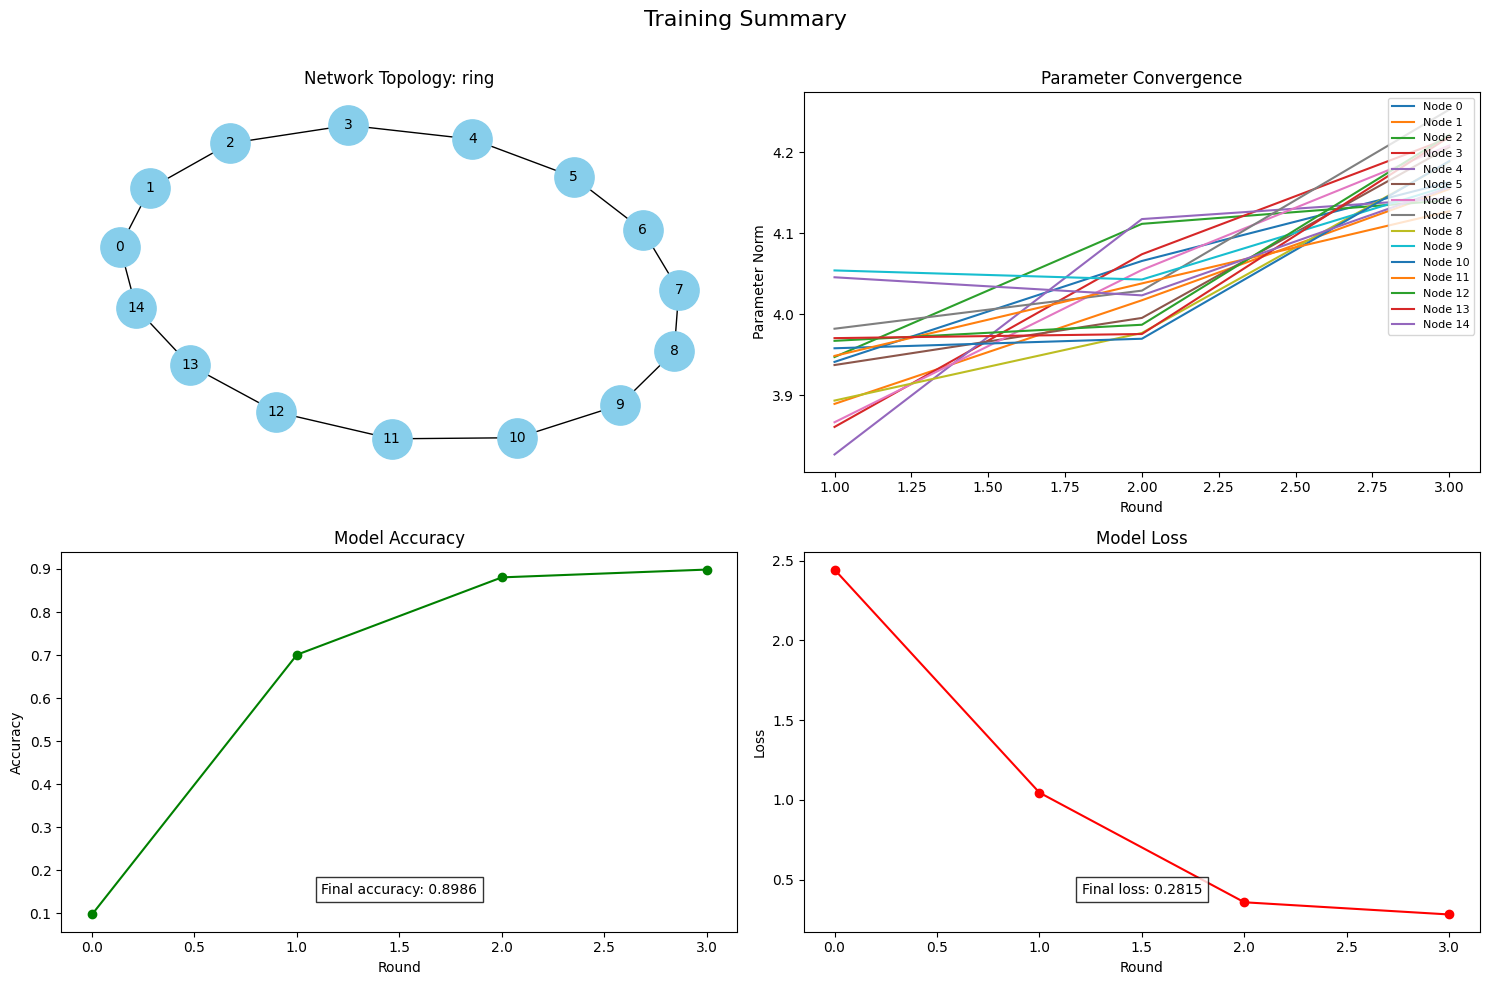 Training Summary
Network Topology: ring
3
2
4
5
1
6
0
7
14
8
13
9
12
11
10
Parameter Convergence
Parameter Norm
4.2
4.1
4.0
3.9
Node 0
Node 1
Node 2
Node 3
Node 4
Node 5
Node 6
Node 7
Node 8
Node 9
Node 10
Node 11
Node 12
Node 13
Node 14
1.00 1.25 1.50 1.75 2.00 2.25 2.50 2.75 3.00
Round
Model Accuracy
Accuracy
0.9
0.8
0.7
0.6
0.5
0.4
0.3
0.2
0.1
Final accuracy: 0.8986
0.0 0.5 1.0 1.5 2.0 2.5 3.0
Round
Model Loss
Loss
2.5
2.0
1.5
1.0
0.5
Final loss: 0.2815
0.0 0.5 1.0 1.5 2.0 2.5 3.0
Round